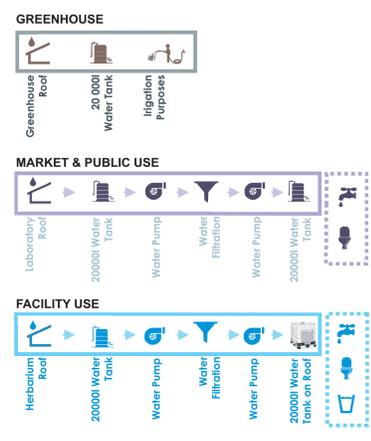 GREENHOUSE
Greenhouse
Roof
20 000l
Water Tank
Irigation
Purposes
MARKET & PUBLIC USE
Laboratory
Roof
20000l Water
Tank
Water Pump
Water
Filtration
Water Pump
20000l Water
Tank
FACILITY USE
Herbarium
Roof
20000l Water
Tank
Water Pump
Water
Filtration
Water Pump
20000l Water
Tank on Roof